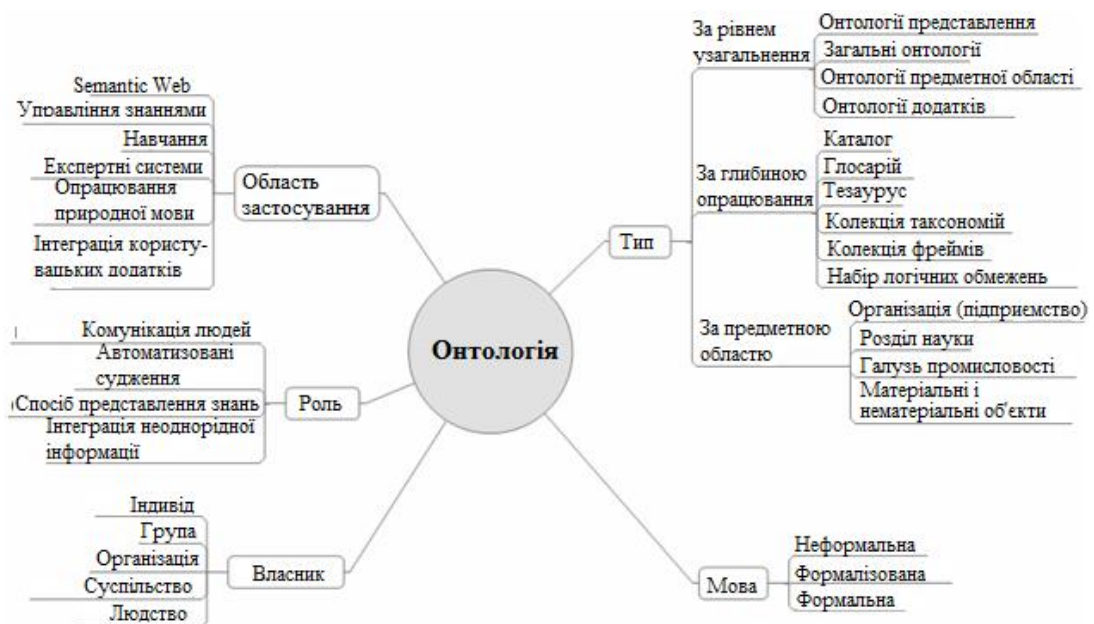 Онтологія
Область
застосування
Semantic Web
Управління знаннями
Навчання
Експертні системи
Опрацювання
природної мови
Інтеграція користу-
вацьких додатків
Роль
Комунікація людей
Автоматизовані
судження
Спосіб представлення знань
Інтеграція неоднорідної
інформації
Власник
Індивід
Група
Організація
Суспільство
Людство
Тип
За рівнем
узагальнення
Онтології представлення
Загальні онтології
Онтології предметної області
Онтології додатків
За глибиною
опрацювання
Каталог
Глосарій
Тезаурус
Колекція таксономій
Колекція фреймів
Набір логічних обмежень
За предметною
областю
Організація (підприємство)
Розділ науки
Галузь промисловості
Матеріальні і
нематеріальні об'єкти
Мова
Неформальна
Формалізована
Формальна